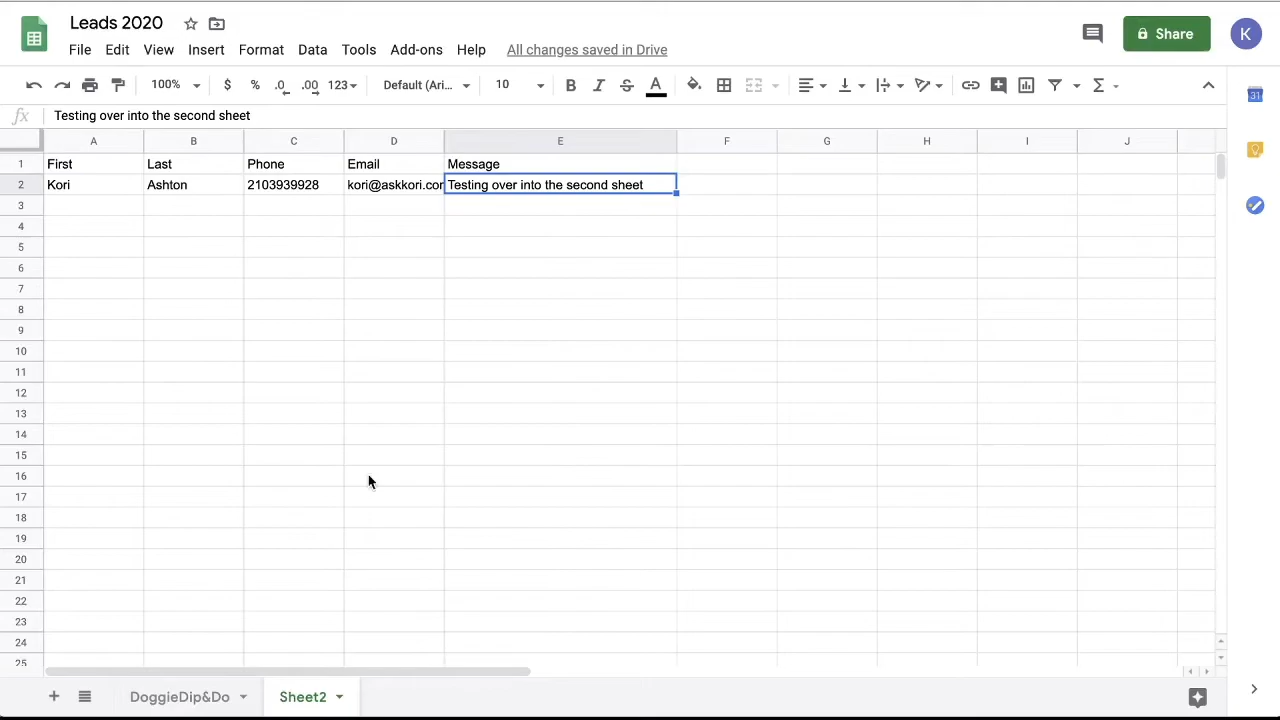 Leads 2020
File Edit View Insert Format Data Tools Add-ons Help All changes saved in Drive
Share K
100% $ % .0 .00 123 Default (Ari... 10 B I S A Σ
fx Testing over into the second sheet
A B C D E F G H I J
1 First Last Phone Email Message
2 Kori Ashton 2103939928 kori@askkori.com Testing over into the second sheet
3
4
5
6
7
8
9
10
11
12
13
14
15
16
17
18
19
20
21
22
23
24
25
31
+ DoggieDip&Do Sheet2